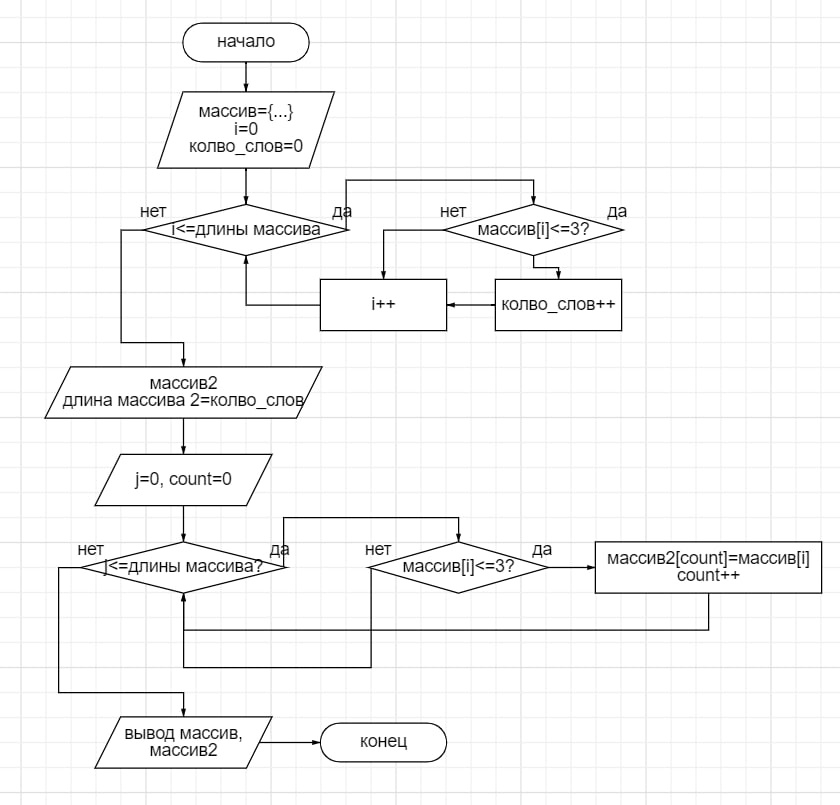 начало
массив={...}
i=0
колво_слов=0
нет
i<=длины массива
да
нет
массив[i]<=3?
да
i++
колво_слов++
массив2
длина массива 2=колво_слов
j=0, count=0
нет
j<=длины массива?
да
нет
массив[i]<=3?
да
массив2[count]=массив[i]
count++
вывод массив,
массив2
конец